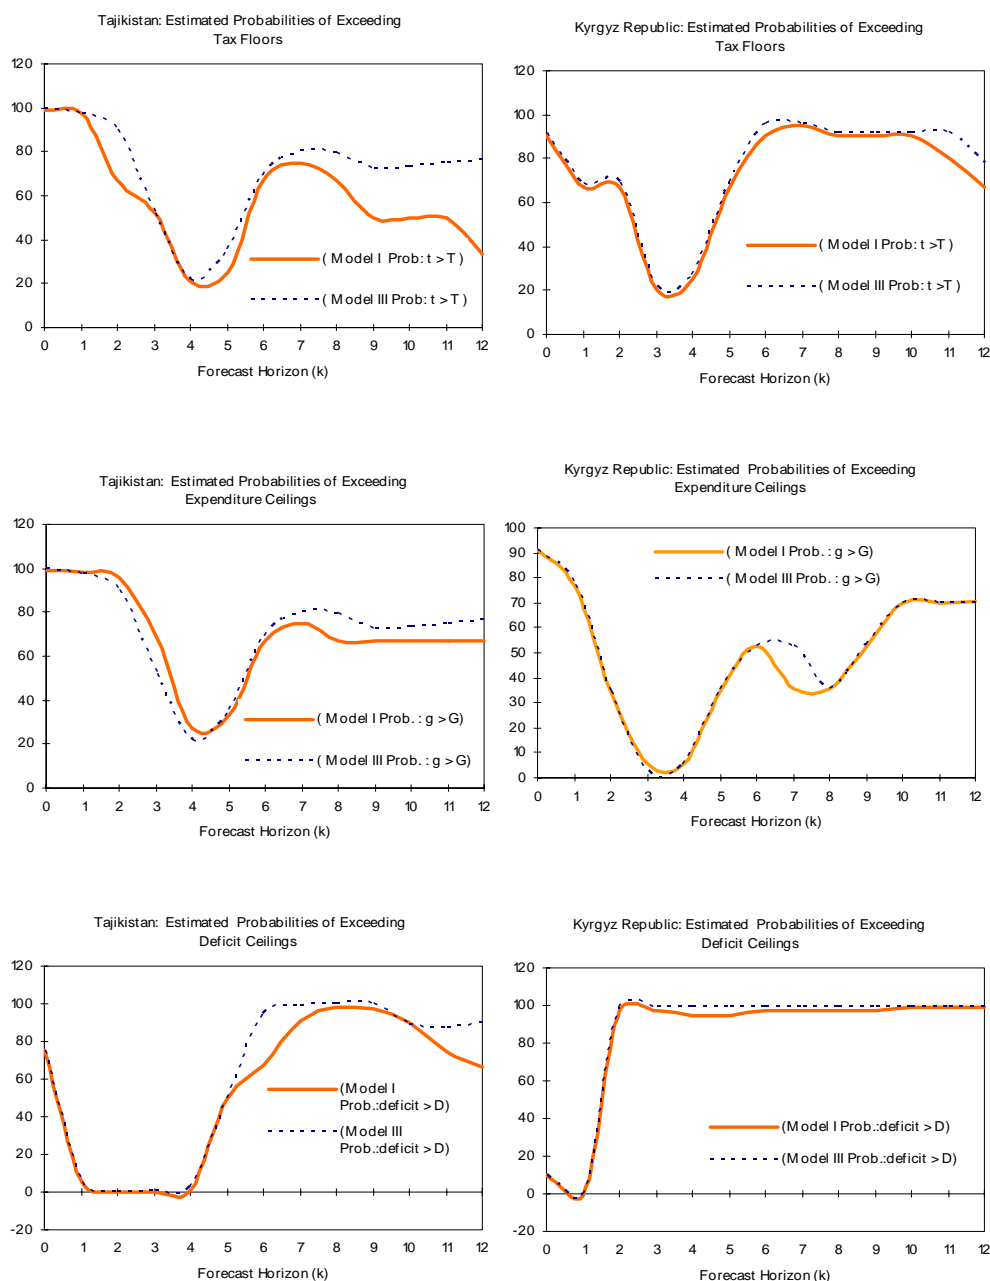 Tajikistan: Estimated Probabilities of Exceeding
Tax Floors
120
100
80
60
40
20
0
0 1 2 3 4 5 6 7 8 9 10 11 12
Forecast Horizon (k)
( Model I Prob: t > T )
( Model III Prob: t > T )
Kyrgyz Republic: Estimated Probabilities of Exceeding
Tax Floors
120
100
80
60
40
20
0
0 1 2 3 4 5 6 7 8 9 10 11 12
Forecast Horizon (k)
( Model I Prob: t > T )
( Model III Prob: t > T )
Tajikistan: Estimated Probabilities of Exceeding
Expenditure Ceilings
120
100
80
60
40
20
0
0 1 2 3 4 5 6 7 8 9 10 11 12
Forecast Horizon (k)
( Model I Prob. : g > G)
( Model III Prob. : g > G)
Kyrgyz Republic: Estimated Probabilities of Exceeding
Expenditure Ceilings
100
90
80
70
60
50
40
30
20
10
0
0 1 2 3 4 5 6 7 8 9 10 11 12
Forecast Horizon (k)
( Model I Prob. : g > G)
( Model III Prob. : g > G)
Tajikistan: Estimated Probabilities of Exceeding
Deficit Ceilings
120
100
80
60
40
20
0
-20
0 1 2 3 4 5 6 7 8 9 10 11 12
Forecast Horizon (k)
(Model I
Prob.:deficit > D)
(Model III
Prob.:deficit > D)
Kyrgyz Republic: Estimated Probabilities of Exceeding
Deficit Ceilings
120
100
80
60
40
20
0
-20
0 1 2 3 4 5 6 7 8 9 10 11 12
Forecast Horizon (k)
(Model I Prob.:deficit > D)
(Model III Prob.:deficit > D)